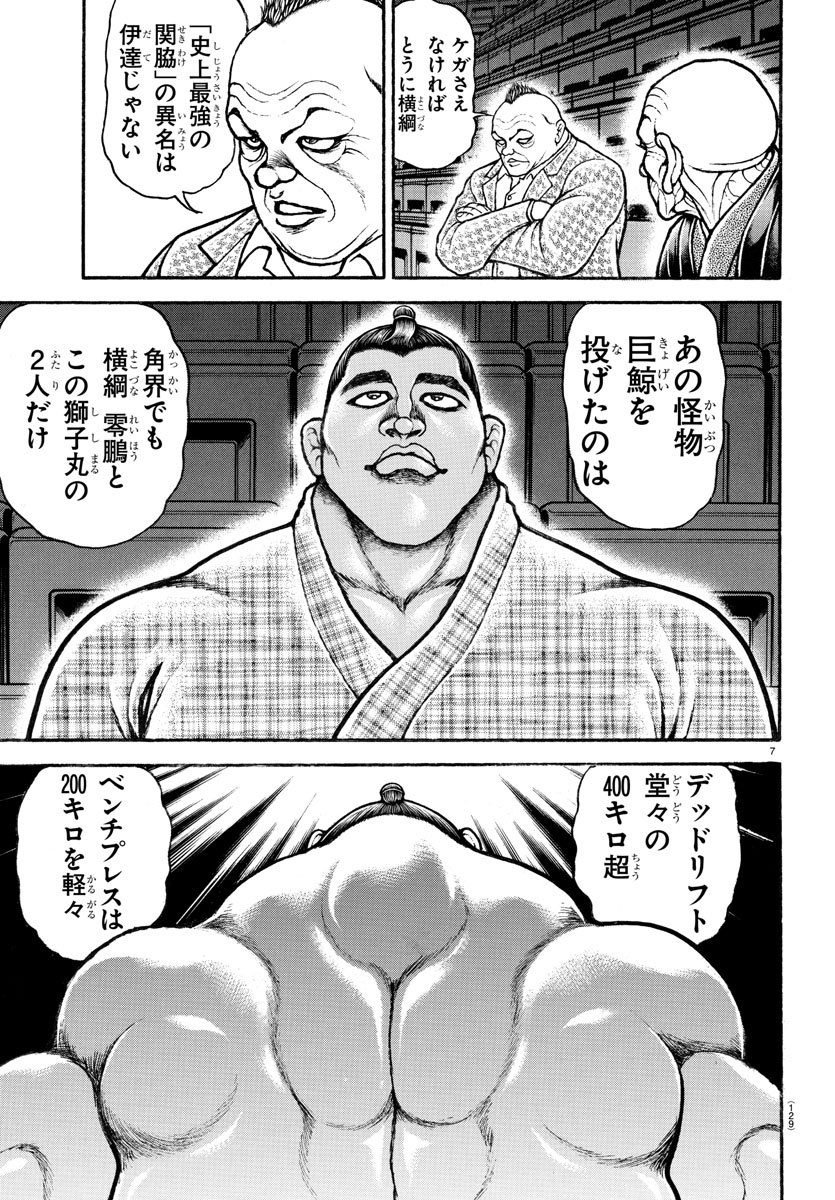 ケガさえ
なければ
とうに横綱
「史上最強の
関脇」の異名は
伊達じゃない
あの怪物
巨鯨を
投げたのは
角界でも
横綱 零鵬と
この獅子丸の
2人だけ
7
デッドリフト
堂々の
400キロ超
ベンチプレスは
200キロを軽々
(129)